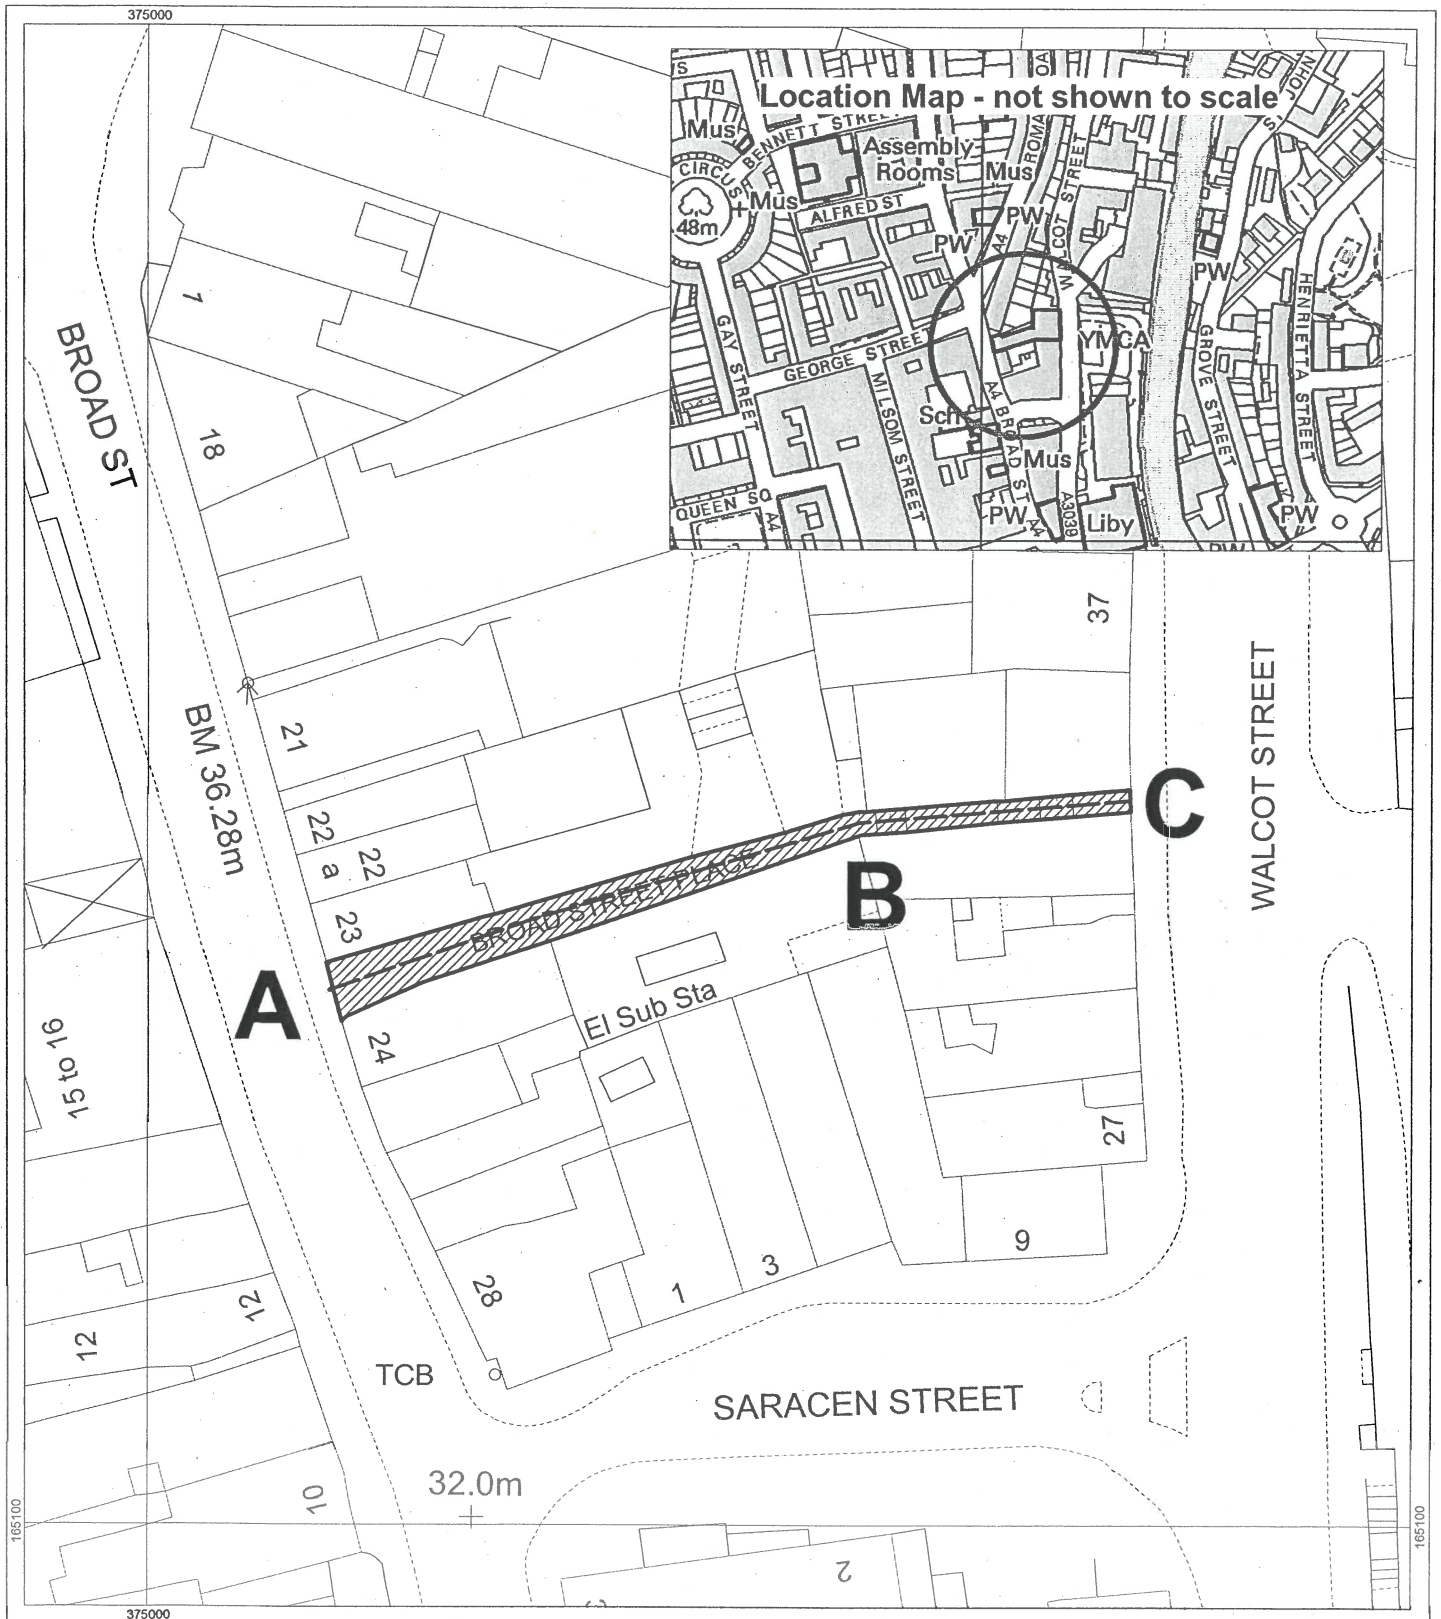 375000
Location Map - not shown to scale
S
Mus
BENNETT STREET
Assembly
Rooms
CIRCUS
Mus
48m
ALFRED ST
Mus
PW
A4
WALCOT STREET
ST JOHN
PW
PW
GAY STREET
GEORGE STREET
MILSOM STREET
YMCA
GROVE STREET
HENRIETTA STREET
Sch
A4 BROAD ST
Mus
QUEEN SQ
A4
PW
A4
A3039
Liby
PW
PW
BROAD ST
7
18
37
WALCOT STREET
21
BM 36.28m
22
a
22
23
C
B
BROAD STREET PLACE
A
24
El Sub Sta
15 to 16
27
9
3
1
28
12
12
TCB
SARACEN STREET
32.0m
10
165100
165100
2
375000